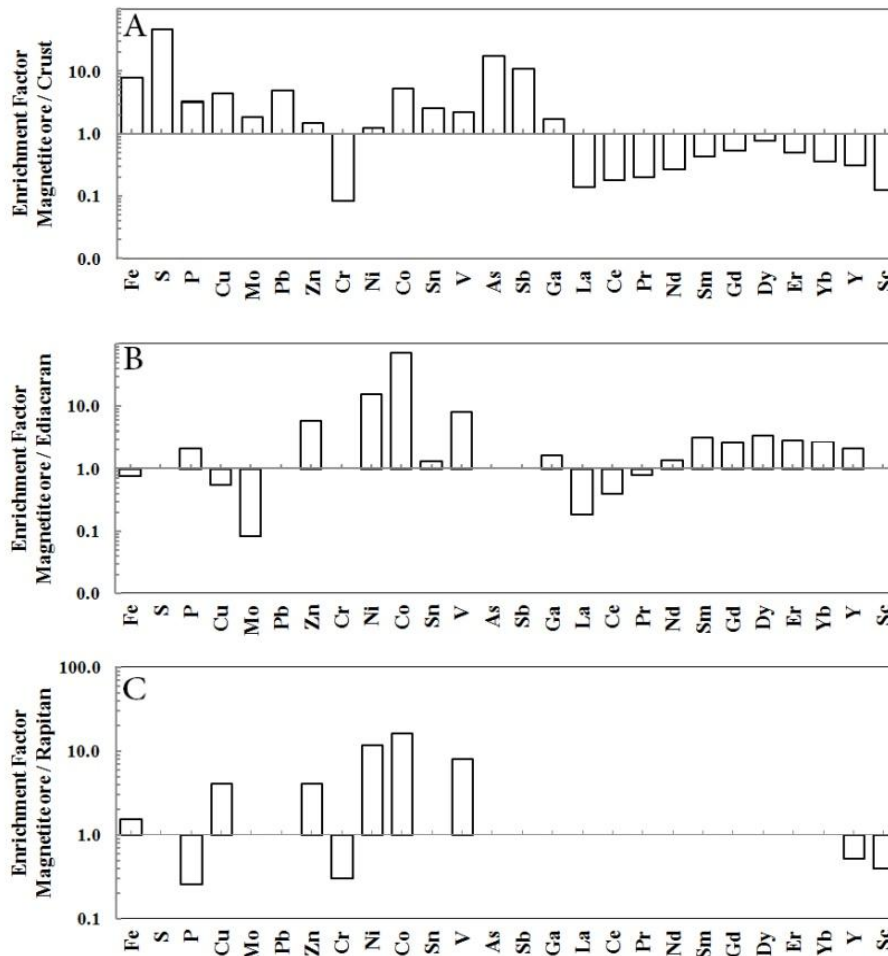 A
Enrichment Factor
Magnetite ore / Crust
10.0
1.0
0.1
0.0
Fe S P Cu Mo Pb Zn Cr Ni Co Sn V As Sb Ga La Ce Pr Nd Sm Gd Dy Er Yb Y Sc
B
Enrichment Factor
Magnetite ore / Ediacaran
10.0
1.0
0.1
0.0
Fe S P Cu Mo Pb Zn Cr Ni Co Sn V As Sb Ga La Ce Pr Nd Sm Gd Dy Er Yb Y Sc
C
Enrichment Factor
Magnetite ore / Rapitan
100.0
10.0
1.0
0.1
Fe S P Cu Mo Pb Zn Cr Ni Co Sn V As Sb Ga La Ce Pr Nd Sm Gd Dy Er Yb Y Sc